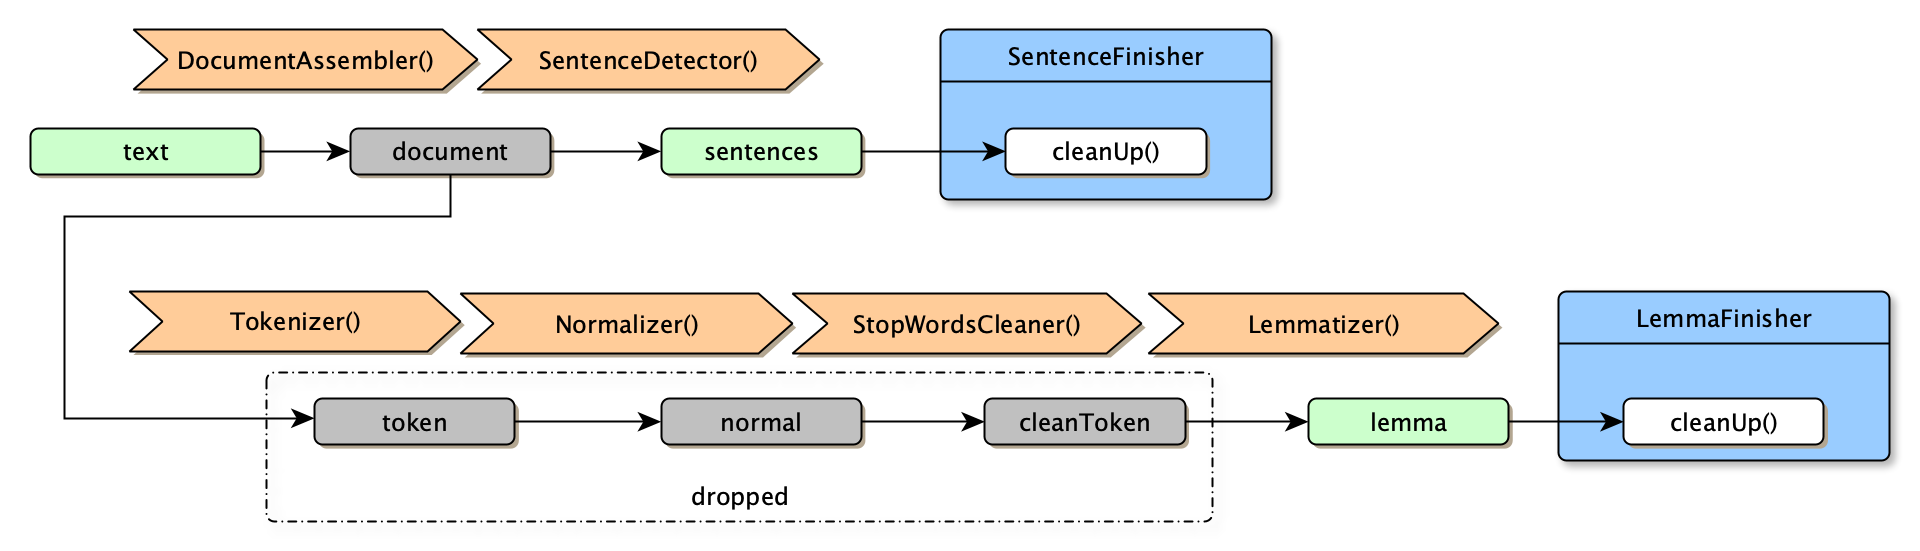 DocumentAssembler()
SentenceDetector()
SentenceFinisher
text
document
sentences
cleanUp()
Tokenizer()
Normalizer()
StopWordsCleaner()
Lemmatizer()
LemmaFinisher
token
normal
cleanToken
lemma
cleanUp()
dropped